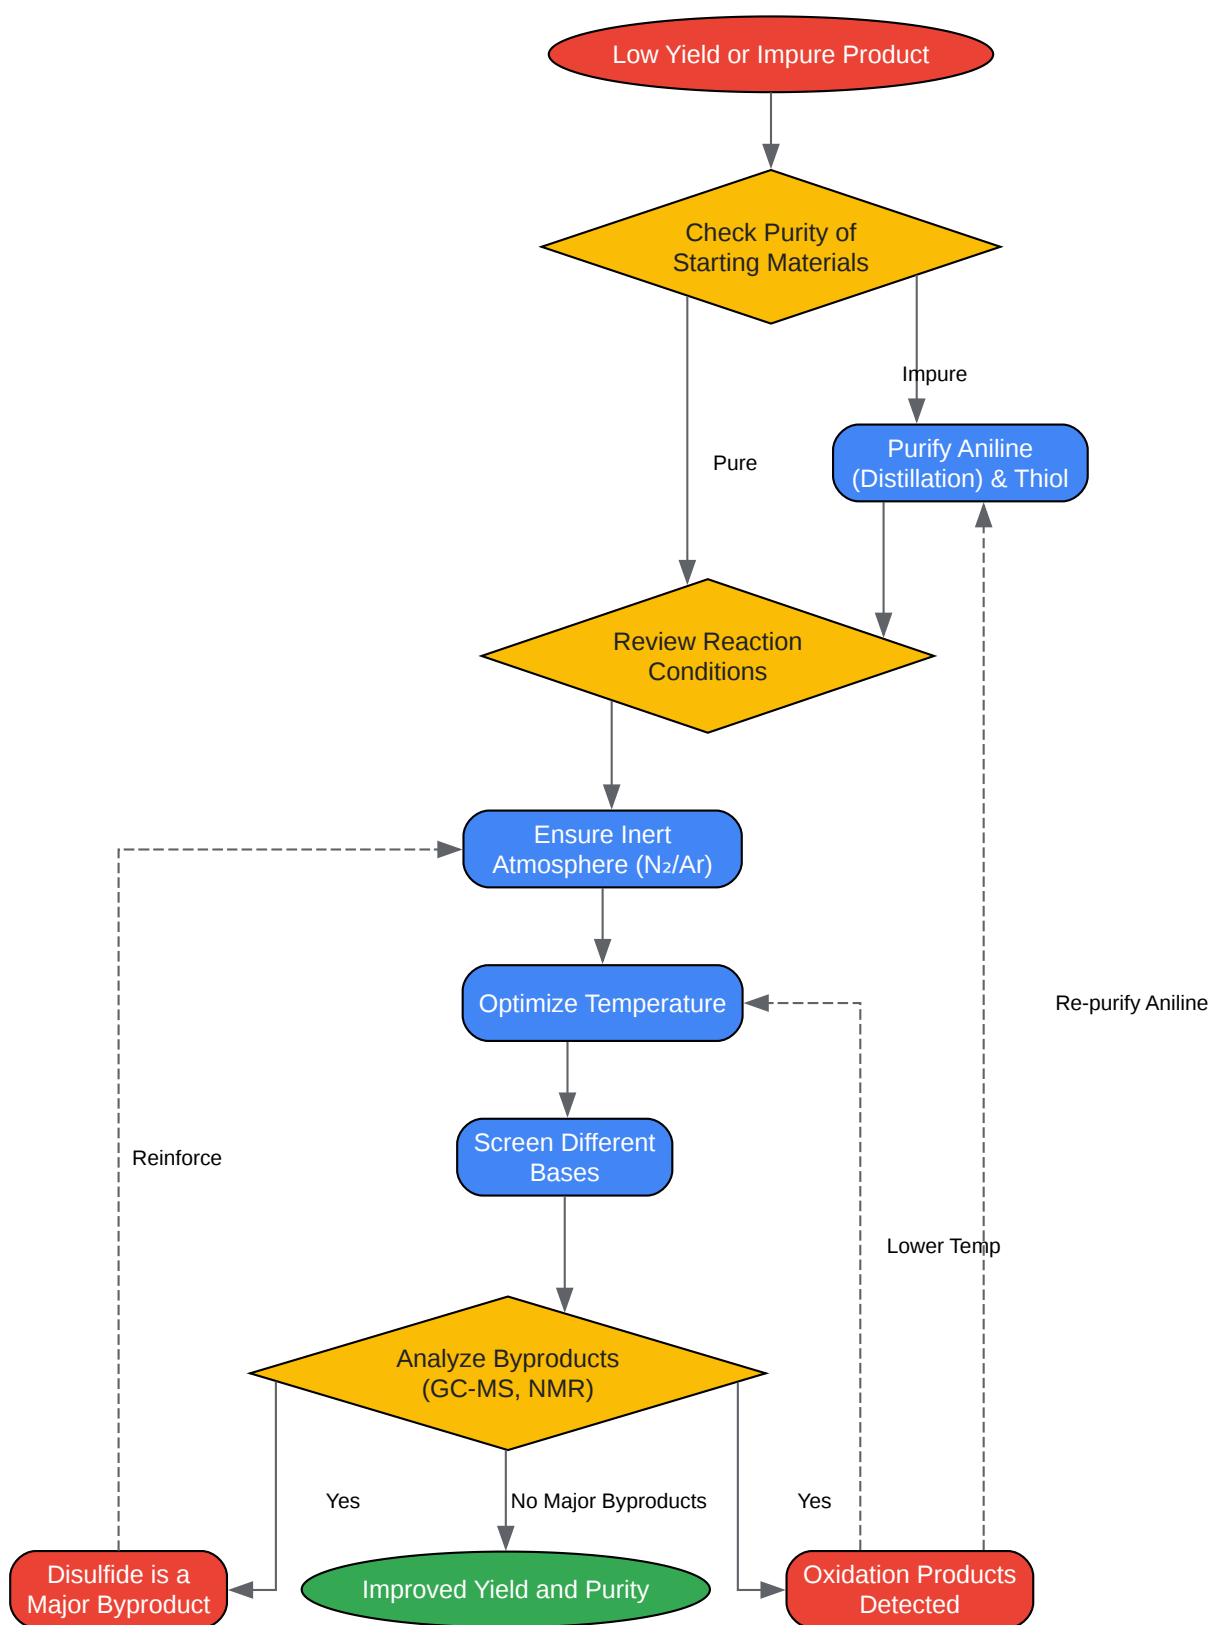 Low Yield or Impure Product
Check Purity of
Starting Materials
Impure
Purify Aniline
(Distillation) & Thiol
Pure
Review Reaction
Conditions
Ensure Inert
Atmosphere (N₂/Ar)
Optimize Temperature
Re-purify Aniline
Screen Different
Bases
Reinforce
Lower Temp
Analyze Byproducts
(GC-MS, NMR)
Yes
No Major Byproducts
Yes
Disulfide is a
Major Byproduct
Improved Yield and Purity
Oxidation Products
Detected